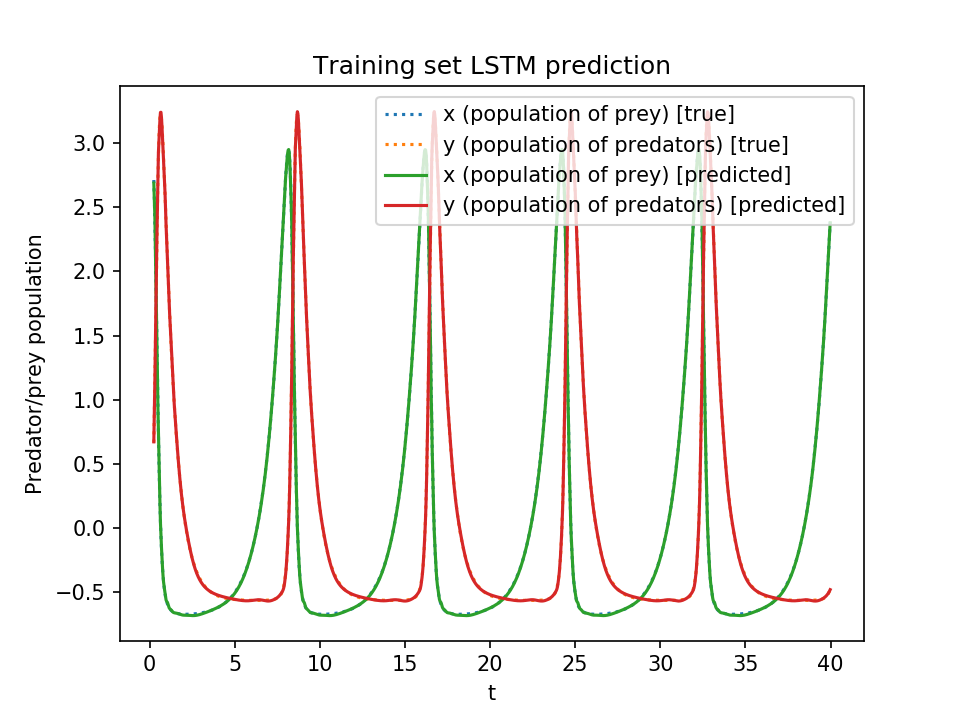 Training set LSTM prediction
x (population of prey) [true]
y (population of predators) [true]
x (population of prey) [predicted]
y (population of predators) [predicted]
Predator/prey population
3.0
2.5
2.0
1.5
1.0
0.5
0.0
−0.5
0 5 10 15 20 25 30 35 40
t